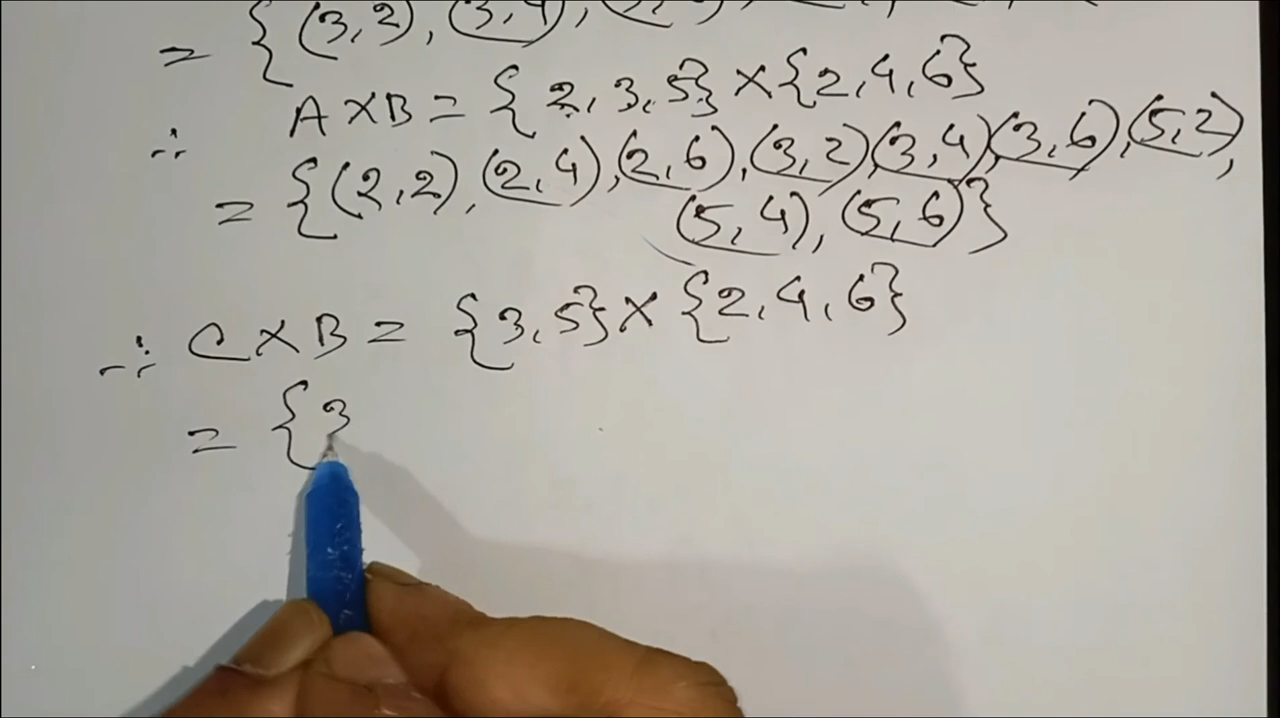 = {(3,2), (3,4),
∴ A×B = {2,3,5} × {2,4,6}
= {(2,2), (2,4), (2,6), (3,2) (3,4), (3,6), (5,2),
(5,4), (5,6)}
∴ C×B = {3,5} × {2,4,6}
= {3